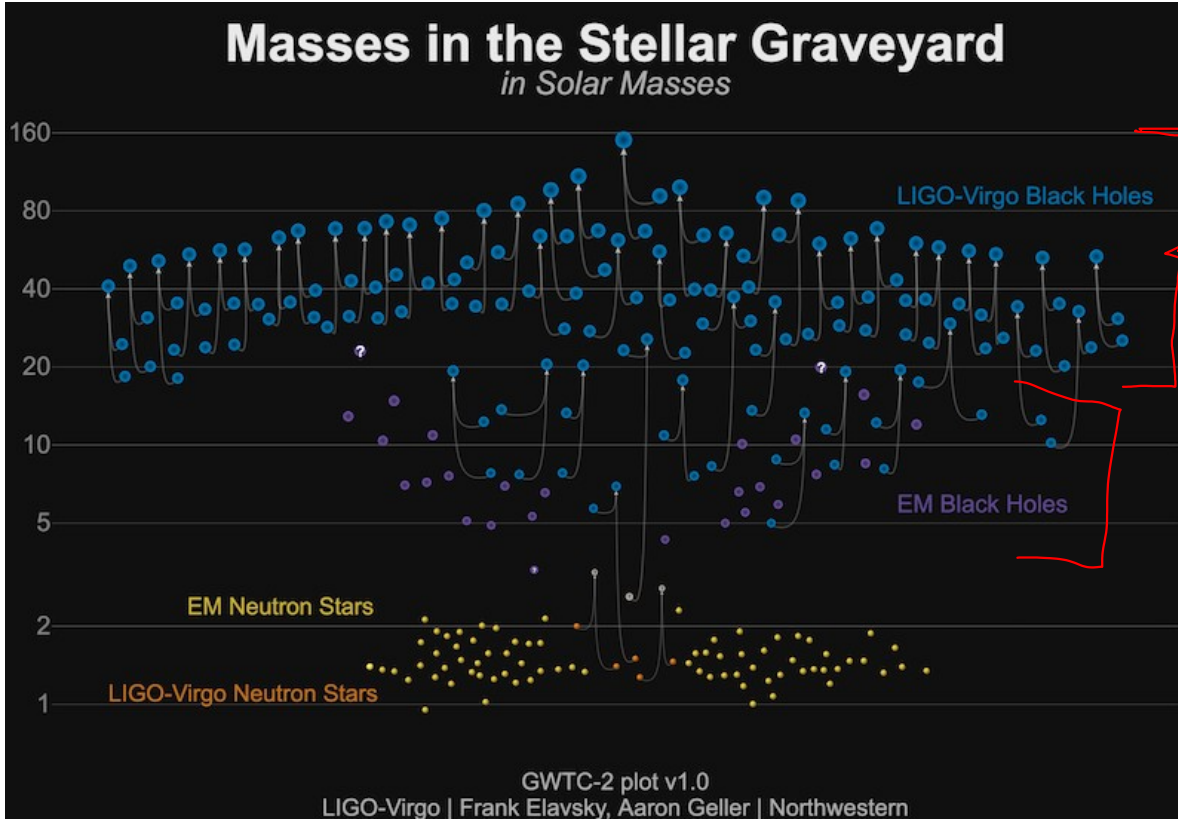 Masses in the Stellar Graveyard
in Solar Masses
160
80
LIGO-Virgo Black Holes
40
20
?
?
10
5
EM Black Holes
?
EM Neutron Stars
2
LIGO-Virgo Neutron Stars
1
GWTC-2 plot v1.0
LIGO-Virgo | Frank Elavsky, Aaron Geller | Northwestern